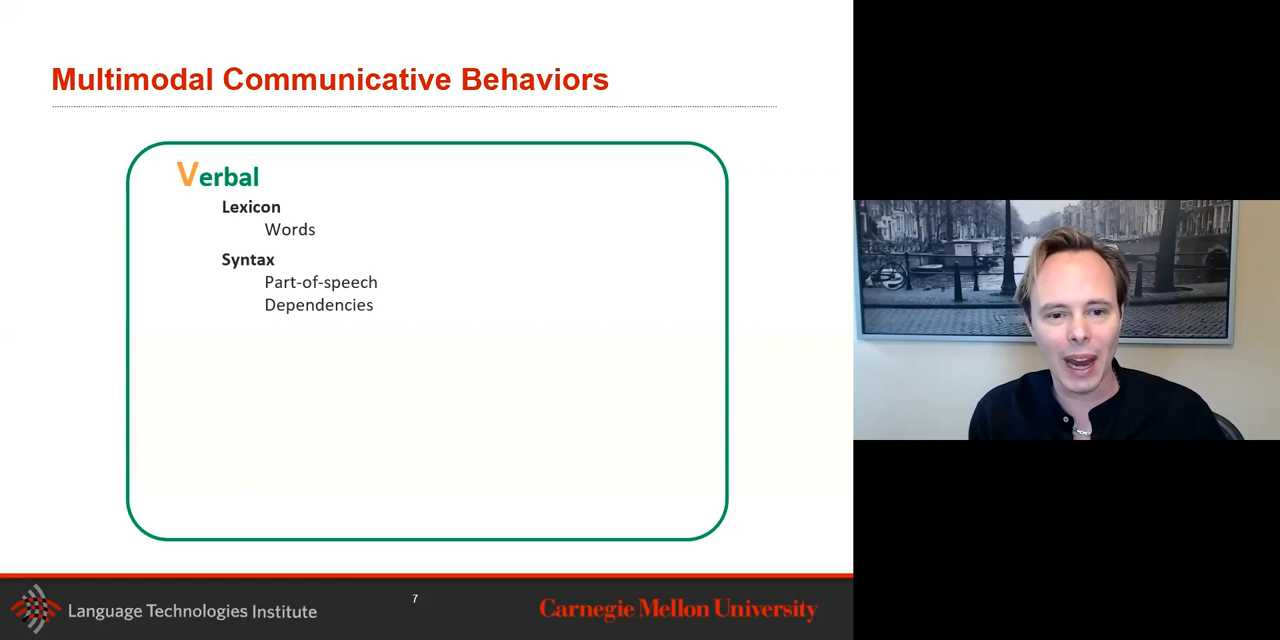 Multimodal Communicative Behaviors
Verbal
Lexicon
Words
Syntax
Part-of-speech
Dependencies
Language Technologies Institute
7
Carnegie Mellon University